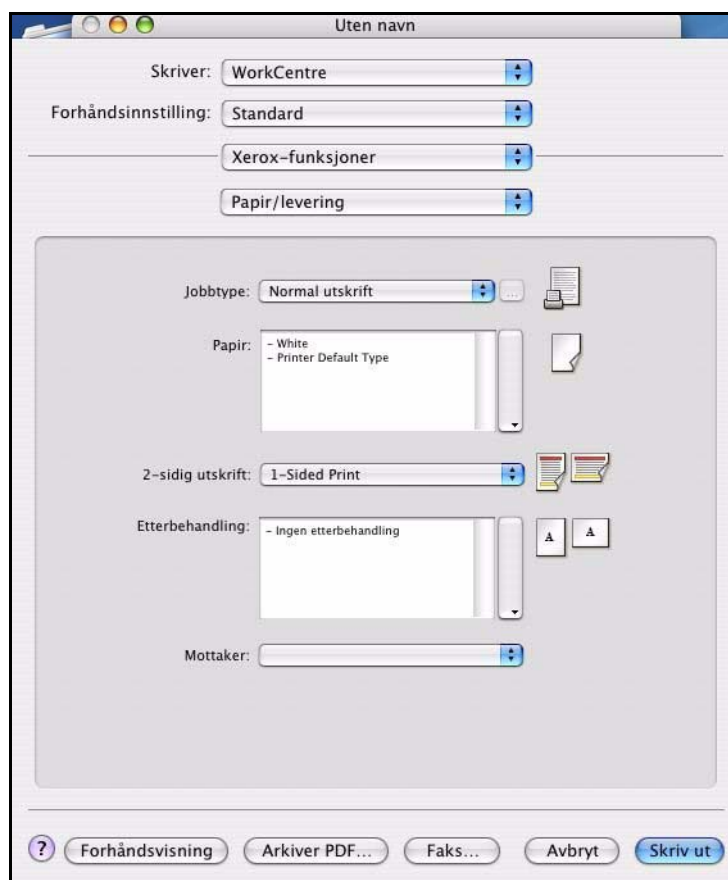 Uten navn
Skriver: WorkCentre
Forhåndsinnstilling: Standard
Xerox-funksjoner
Papir/levering
Jobbtype: Normal utskrift ...
Papir: - White
- Printer Default Type
2-sidig utskrift: 1-Sided Print
Etterbehandling: - Ingen etterbehandling
A A
Mottaker:
? Forhåndsvisning Arkiver PDF... Faks... Avbryt Skriv ut